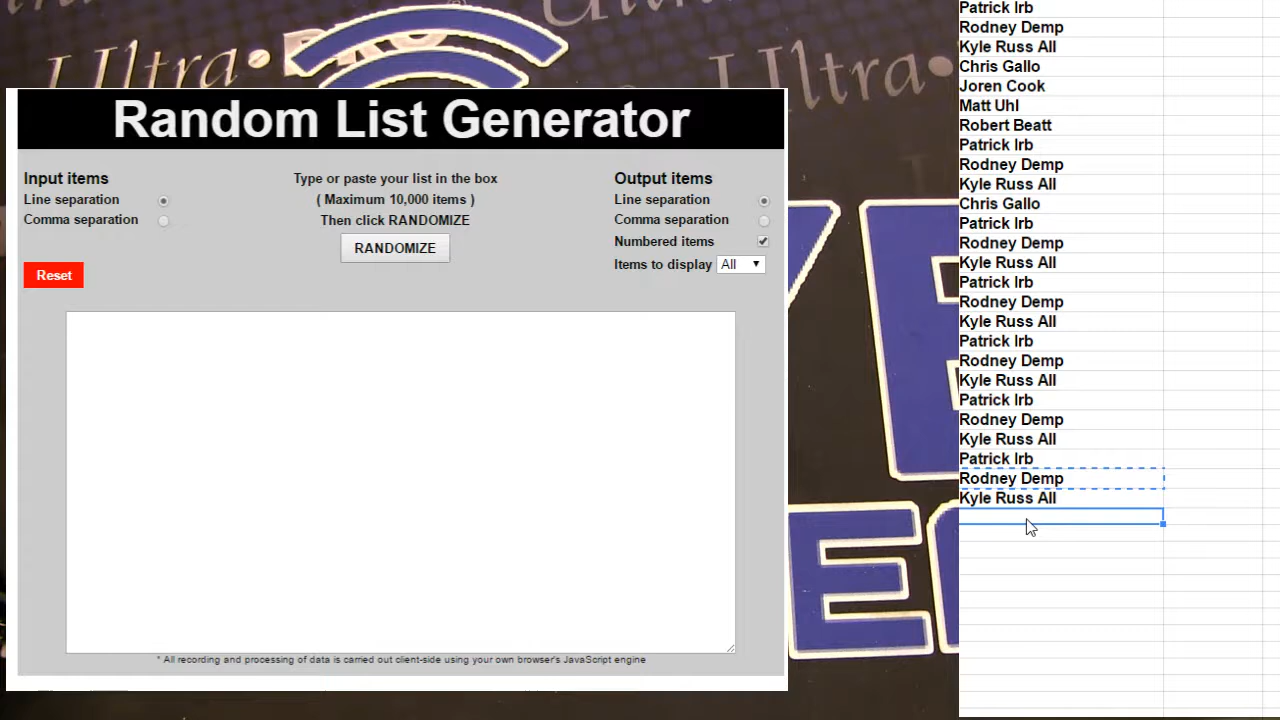 Ultra•PRO
Ultra
Ultra•
Random List Generator
Input items
Line separation
Comma separation
Reset
Type or paste your list in the box
( Maximum 10,000 items )
Then click RANDOMIZE
RANDOMIZE
Output items
Line separation
Comma separation
Numbered items
Items to display All
* All recording and processing of data is carried out client-side using your own browser's JavaScript engine
Patrick Irb
Rodney Demp
Kyle Russ All
Chris Gallo
Joren Cook
Matt Uhl
Robert Beatt
Patrick Irb
Rodney Demp
Kyle Russ All
Chris Gallo
Patrick Irb
Rodney Demp
Kyle Russ All
Patrick Irb
Rodney Demp
Kyle Russ All
Patrick Irb
Rodney Demp
Kyle Russ All
Patrick Irb
Rodney Demp
Kyle Russ All
Patrick Irb
Rodney Demp
Kyle Russ All